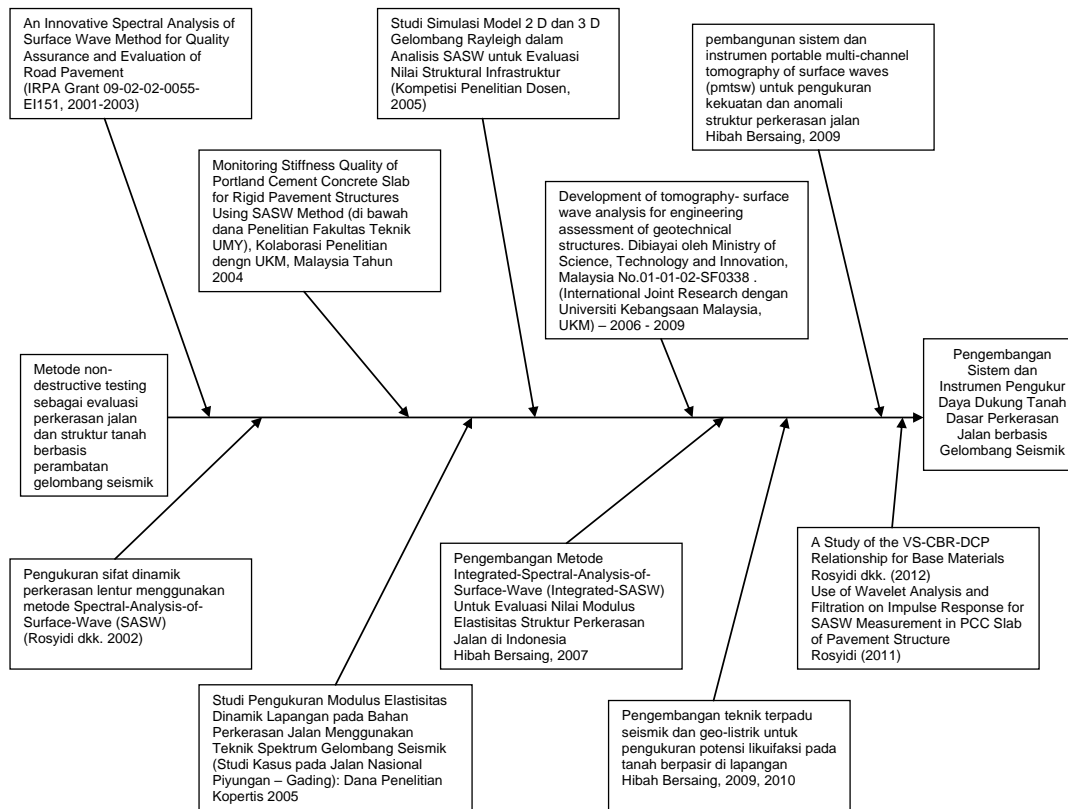 An Innovative Spectral Analysis of
Surface Wave Method for Quality
Assurance and Evaluation of
Road Pavement
(IRPA Grant 09-02-02-0055-
EI151, 2001-2003)
Studi Simulasi Model 2 D dan 3 D
Gelombang Rayleigh dalam
Analisis SASW untuk Evaluasi
Nilai Struktural Infrastruktur
(Kompetisi Penelitian Dosen,
2005)
pembangunan sistem dan
instrumen portable multi-channel
tomography of surface waves
(pmtsw) untuk pengukuran
kekuatan dan anomali
struktur perkerasan jalan
Hibah Bersaing, 2009
Monitoring Stiffness Quality of
Portland Cement Concrete Slab
for Rigid Pavement Structures
Using SASW Method (di bawah
dana Penelitian Fakultas Teknik
UMY), Kolaborasi Penelitian
dengn UKM, Malaysia Tahun
2004
Development of tomography- surface
wave analysis for engineering
assessment of geotechnical
structures. Dibiayai oleh Ministry of
Science, Technology and Innovation,
Malaysia No.01-01-02-SF0338 .
(International Joint Research dengan
Universiti Kebangsaan Malaysia,
UKM) – 2006 - 2009
Metode non-
destructive testing
sebagai evaluasi
perkerasan jalan
dan struktur tanah
berbasis
perambatan
gelombang seismik
Pengembangan
Sistem dan
Instrumen Pengukur
Daya Dukung Tanah
Dasar Perkerasan
Jalan berbasis
Gelombang Seismik
Pengukuran sifat dinamik
perkerasan lentur menggunakan
metode Spectral-Analysis-of-
Surface-Wave (SASW)
(Rosyidi dkk. 2002)
Pengembangan Metode
Integrated-Spectral-Analysis-of-
Surface-Wave (Integrated-SASW)
Untuk Evaluasi Nilai Modulus
Elastisitas Struktur Perkerasan
Jalan di Indonesia
Hibah Bersaing, 2007
A Study of the VS-CBR-DCP
Relationship for Base Materials
Rosyidi dkk. (2012)
Use of Wavelet Analysis and
Filtration on Impulse Response for
SASW Measurement in PCC Slab
of Pavement Structure
Rosyidi (2011)
Studi Pengukuran Modulus Elastisitas
Dinamik Lapangan pada Bahan
Perkerasan Jalan Menggunakan
Teknik Spektrum Gelombang Seismik
(Studi Kasus pada Jalan Nasional
Piyungan – Gading): Dana Penelitian
Kopertis 2005
Pengembangan teknik terpadu
seismik dan geo-listrik untuk
pengukuran potensi likuifaksi pada
tanah berpasir di lapangan
Hibah Bersaing, 2009, 2010